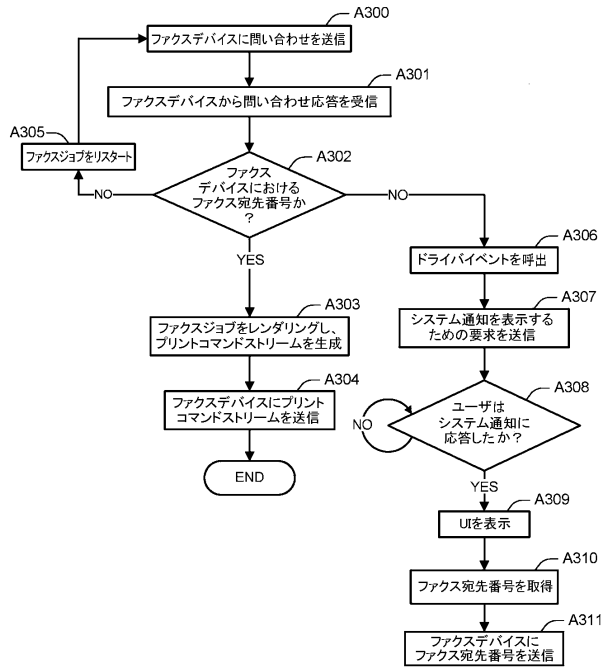 A300
ファクスデバイスに問い合わせを送信
A301
ファクスデバイスから問い合わせ応答を受信
A305
ファクスジョブをリスタート
A302
ファクス
デバイスにおける
ファクス宛先番号か
？
NO
NO
YES
A306
ドライバイベントを呼出
A303
ファクスジョブをレンダリングし、
プリントコマンドストリームを生成
A307
システム通知を表示する
ための要求を送信
A304
ファクスデバイスにプリント
コマンドストリームを送信
A308
ユーザは
システム通知に
応答したか？
NO
END
YES
A309
UIを表示
A310
ファクス宛先番号を取得
A311
ファクスデバイスに
ファクス宛先番号を送信